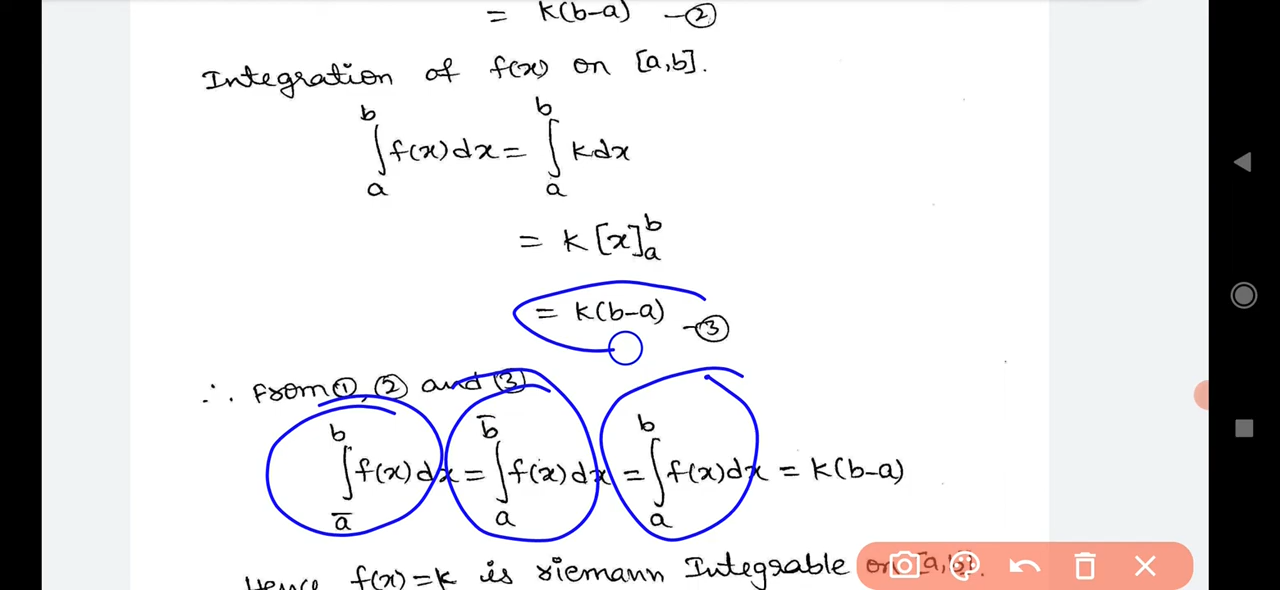 = k(b-a) —②
Integration of f(x) on [a,b].
∫_a^b f(x)dx = ∫_a^b k dx
= k[x]_a^b
= k(b-a) —③
∴ from ①, ② and ③
∫_a̅^b f(x)dx = ∫_a^b̅ f(x)dx = ∫_a^b f(x)dx = k(b-a)
Hence f(x) = k is riemann Integrable on [a,b].